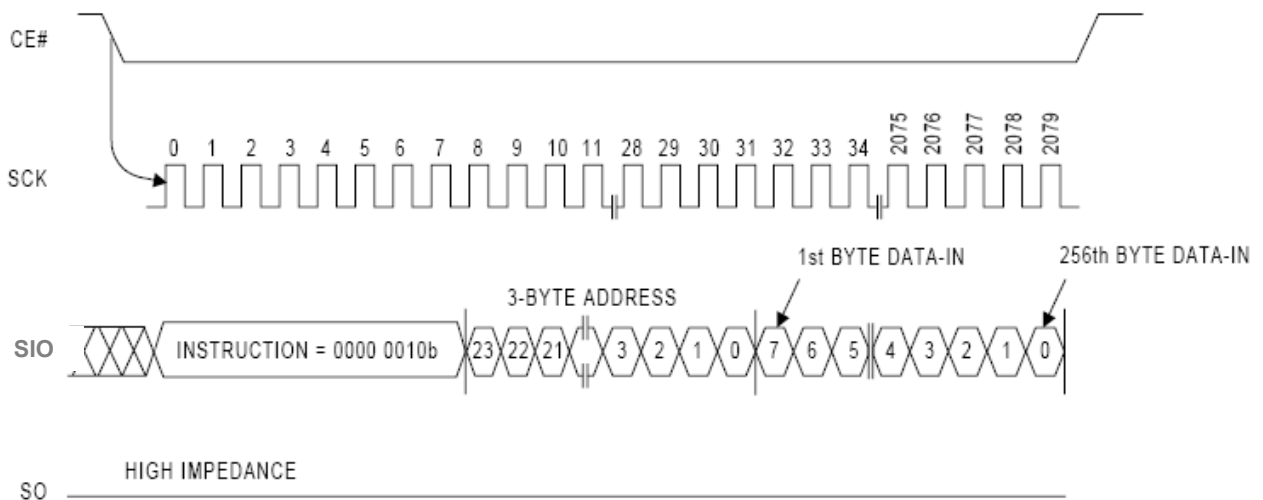 CE#
0 1 2 3 4 5 6 7 8 9 10 11 28 29 30 31 32 33 34 2075 2076 2077 2078 2079
SCK
1st BYTE DATA-IN 256th BYTE DATA-IN
3-BYTE ADDRESS
SIO INSTRUCTION = 0000 0010b 23 22 21 3 2 1 0 7 6 5 4 3 2 1 0
HIGH IMPEDANCE
SO